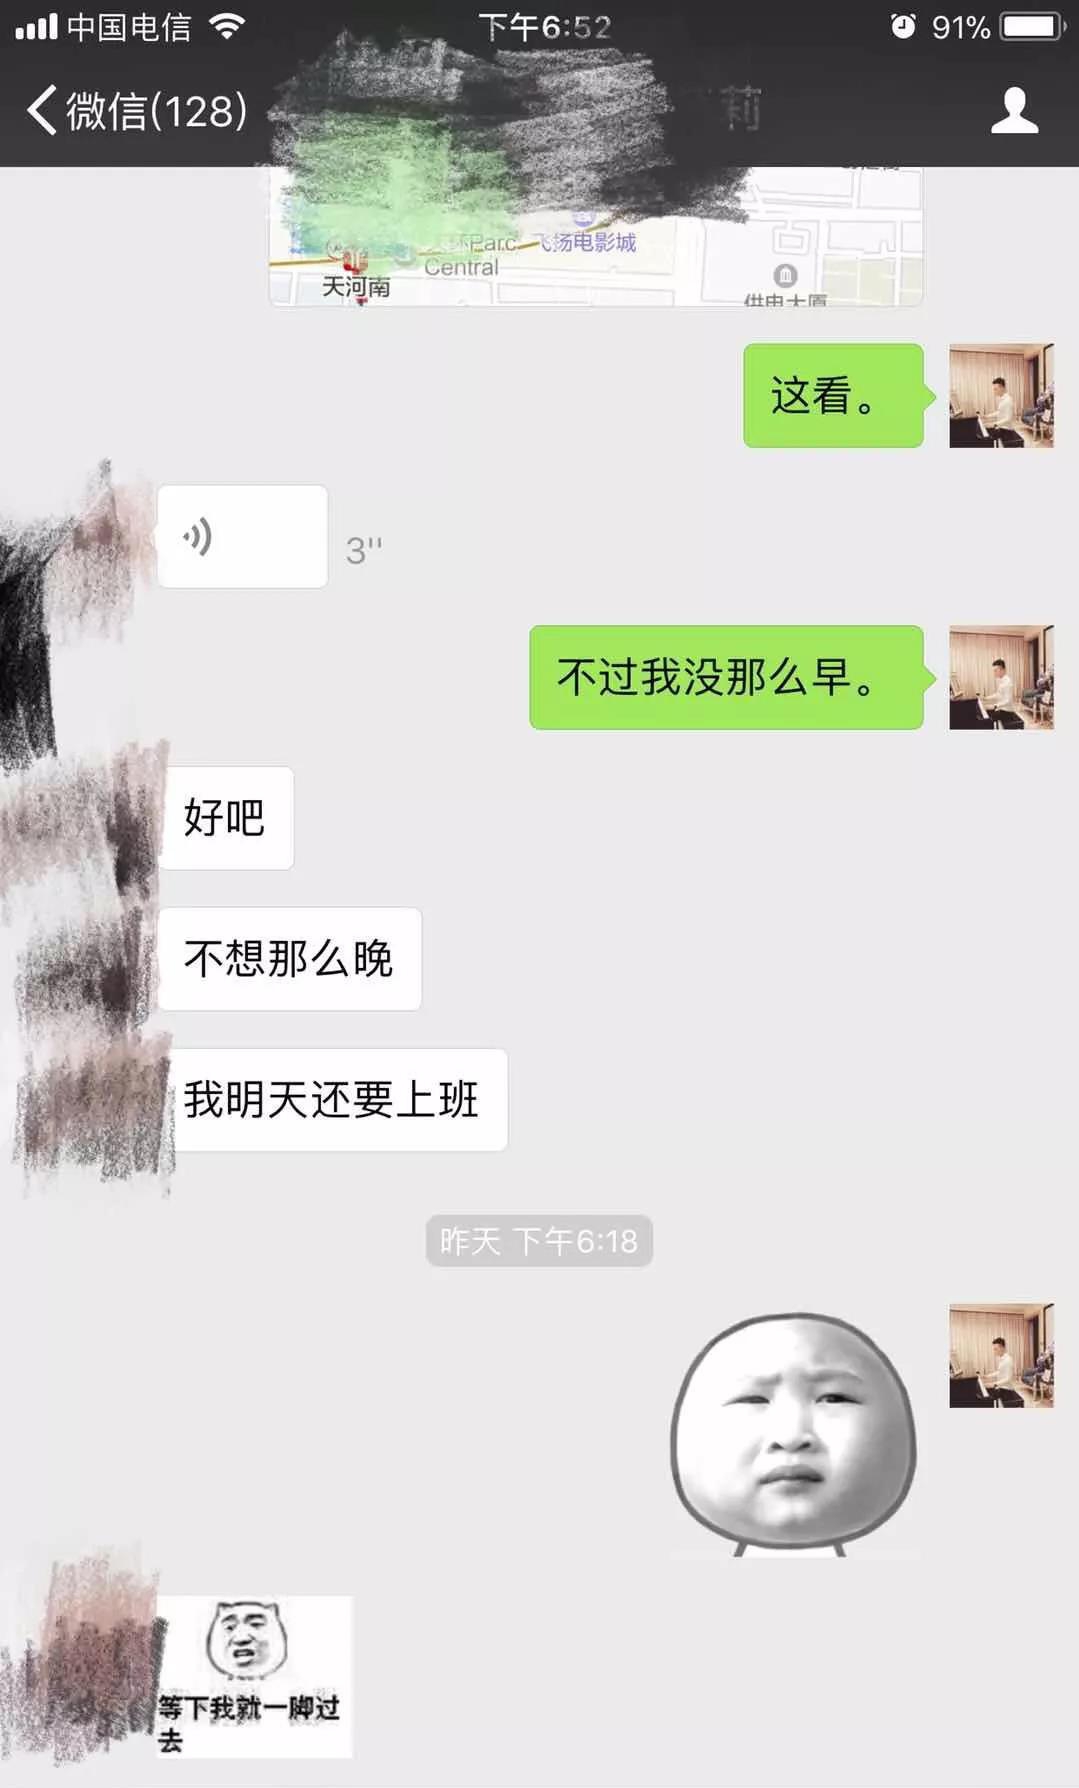 中国电信
下午6:52
91%
微信(128)
莉
Parc
Central
飞扬电影城
天河南
供电大厦
这看。
3''
不过我没那么早。
好吧
不想那么晚
我明天还要上班
昨天 下午6:18
等下我就一脚过
去